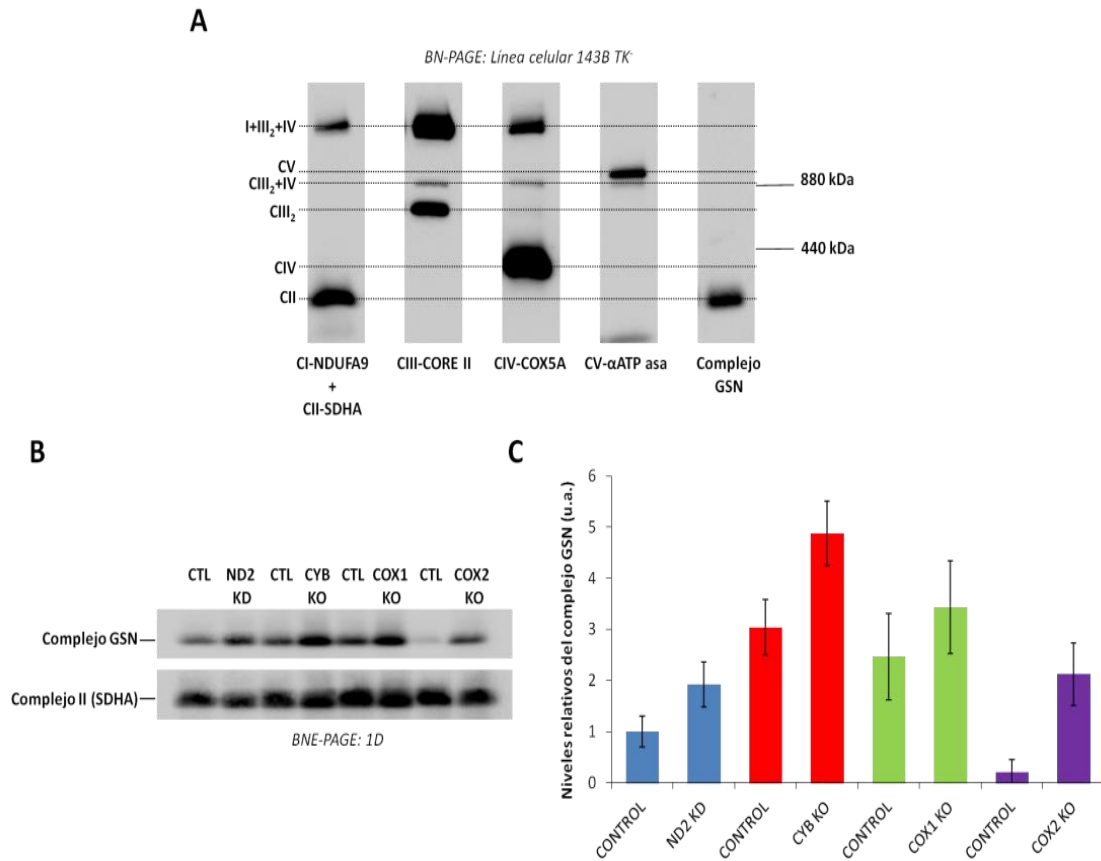 A
BN-PAGE: Línea celular 143B TK-
I+III2+IV
CV
CIII2+IV
CIII2
CIV
CII
880 kDa
440 kDa
CI-NDUFA9
+
CII-SDHA
CIII-CORE II
CIV-COX5A
CV-αATP asa
Complejo
GSN
B
CTL ND2 CTL CYB CTL COX1 CTL COX2
KD KO KO KO
Complejo GSN
Complejo II (SDHA)
BNE-PAGE: 1D
C
Niveles relativos del complejo GSN (u.a.)
6
5
4
3
2
1
0
CONTROL
ND2 KD
CONTROL
CYB KO
CONTROL
COX1 KO
CONTROL
COX2 KO